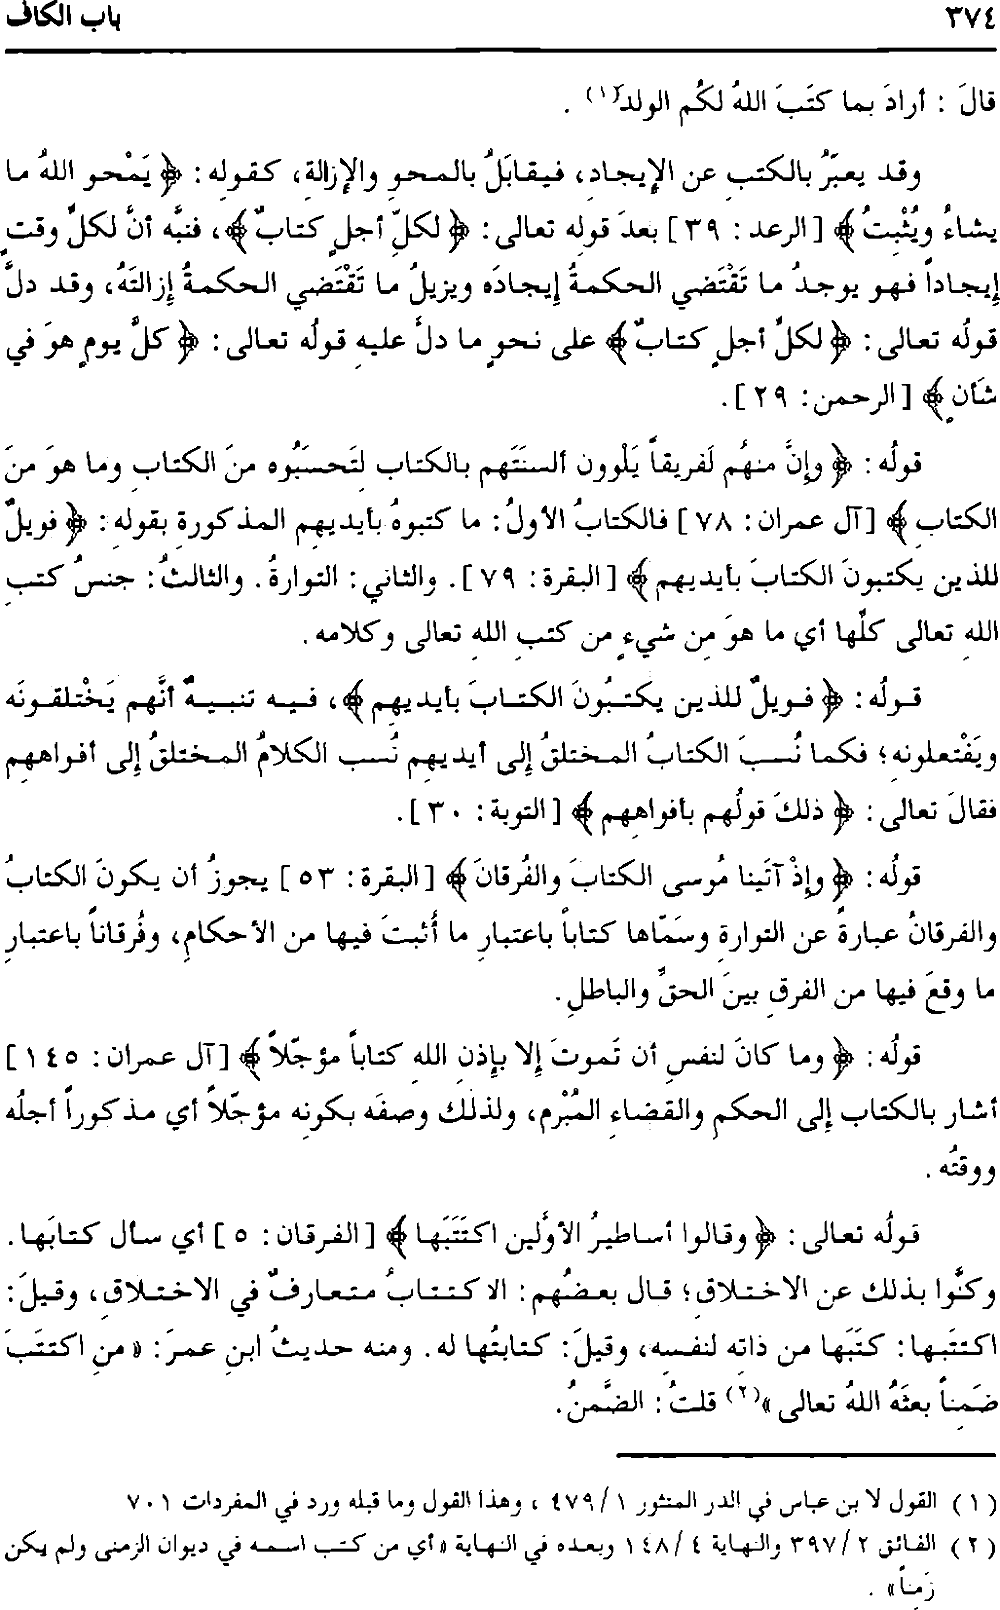 ٣٧٤
باب الكاف
قالَ : أرادَ بما كتَبَ اللهُ لكُم الولدَ(١) .
وقد يعبَّرُ بالكتبِ عن الإيجادِ، فيقابَلُ بالمحوِ والإزالةِ، كقولهِ: ﴿ يَمْحو اللهُ ما
يشاءُ ويُثْبِتُ ﴾ [ الرعد : ٣٩ ] بعدَ قوله تعالى: ﴿ لكلِّ أجلٍ كتابٌ ﴾، فنبَّه أنَّ لكلِّ وقتٍ
إيجاداً فهو يوجدُ ما تَقْتَضي الحكمةُ إيجادَه ويزيلُ ما تَقْتَضي الحكمةُ إزالتَهُ، وقد دلَّ
قولُه تعالى: ﴿ لكلِّ أجلٍ كتابٌ ﴾ على نحوِ ما دلَّ عليهِ قولُه تعالى: ﴿ كلَّ يومٍ هوَ في
شأنٍ ﴾ [ الرحمن: ٢٩ ].
قولُه: ﴿ وإنَّ منهُم لَفريقاً يَلْوون ألسنَتَهم بالكتاب لتَحسَبُوه منَ الكتابِ وما هوَ منَ
الكتابِ ﴾ [ آل عمران: ٧٨ ] فالكتابُ الأولُ: ما كتبوهُ بأيديهِم المذكورةِ بقولهِ: ﴿ فويلٌ
للذين يكتبونَ الكتابَ بأيديهم ﴾ [ البقرة: ٧٩ ]. والثاني: التوارةُ. والثالثُ: جنسُ كتبِ
اللهِ تعالى كلِّها أي ما هوَ مِن شيءٍ من كتبِ اللهِ تعالى وكلامه.
قولُه: ﴿ فويلٌ للذين يكتبُونَ الكتابَ بأيديهِم ﴾، فيه تنبيهٌ أنَّهم يَخْتلقونَه
ويَفْتعلونهِ؛ فكما نُسبَ الكتابُ المختلقُ إلى أيديهِم نُسب الكلامُ المختلقُ إلى أفواههِم
فقالَ تعالى: ﴿ ذلكَ قولُهم بأفواهِهم ﴾ [ التوبة: ٣٠ ].
قولُه: ﴿ وإذْ آتَينا مُوسى الكتابَ والفُرقانَ ﴾ [ البقرة: ٥٣ ] يجوزُ أن يكونَ الكتابُ
والفرقانُ عبارةً عن التوارةِ وسَمّاها كتاباً باعتبارِ ما أُثبتَ فيها من الأحكامِ، وفُرقاناً باعتبارِ
ما وقعَ فيها من الفرقِ بينَ الحقِّ والباطلِ.
قولُه: ﴿ وما كانَ لنفسٍ أن تَموتَ إلا بإذنِ اللهِ كتاباً مؤجّلاً ﴾ [ آل عمران: ١٤٥ ]
أشار بالكتاب إلى الحكمِ والقضاءِ المُبْرم، ولذلكَ وصفَه بكونهِ مؤجّلاً أي مذكوراً أجلُه
ووقتُه .
قولُه تعالى: ﴿ وقالوا أساطيرُ الأوَّلين اكتَتَبَها ﴾ [ الفرقان: ٥ ] أي سأل كتابَها.
وكنُّوا بذلك عن الاختلاقِ؛ قال بعضُهم: الاكتتابُ متعارفٌ في الاختلاقِ، وقيلَ:
اكتتَبها: كتَبَها من ذاتِه لنفسهِ، وقيلَ: كتابتُها له. ومنه حديثُ ابنِ عمرَ: « منِ اكتتَبَ
ضَمِناً بعثَهُ اللهُ تعالى »(٢) قلتُ: الضَّمنُ.
( ١ ) القول لا بن عباس في الدر المنثور ١/ ٤٧٩ ، وهذا القول وما قبله ورد في المفردات ٧٠١
( ٢ ) الفائق ٢/ ٣٩٧ والنهاية ٤/ ١٤٨ وبعده في النهاية « أي من كتب اسمه في ديوان الزمنى ولم يكن
زَمِناً » .